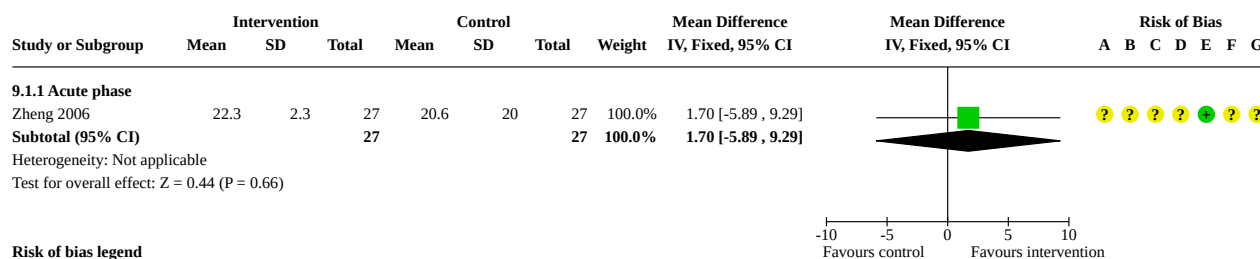 Intervention Control Mean Difference Mean Difference Risk of Bias
Study or Subgroup Mean SD Total Mean SD Total Weight IV, Fixed, 95% CI IV, Fixed, 95% CI A B C D E F G
9.1.1 Acute phase
Zheng 2006 22.3 2.3 27 20.6 20 27 100.0% 1.70 [-5.89 , 9.29] ? ? ? ? + ? ?
Subtotal (95% CI) 27 27 100.0% 1.70 [-5.89 , 9.29]
Heterogeneity: Not applicable
Test for overall effect: Z = 0.44 (P = 0.66)
-10 -5 0 5 10
Favours control Favours intervention
Risk of bias legend